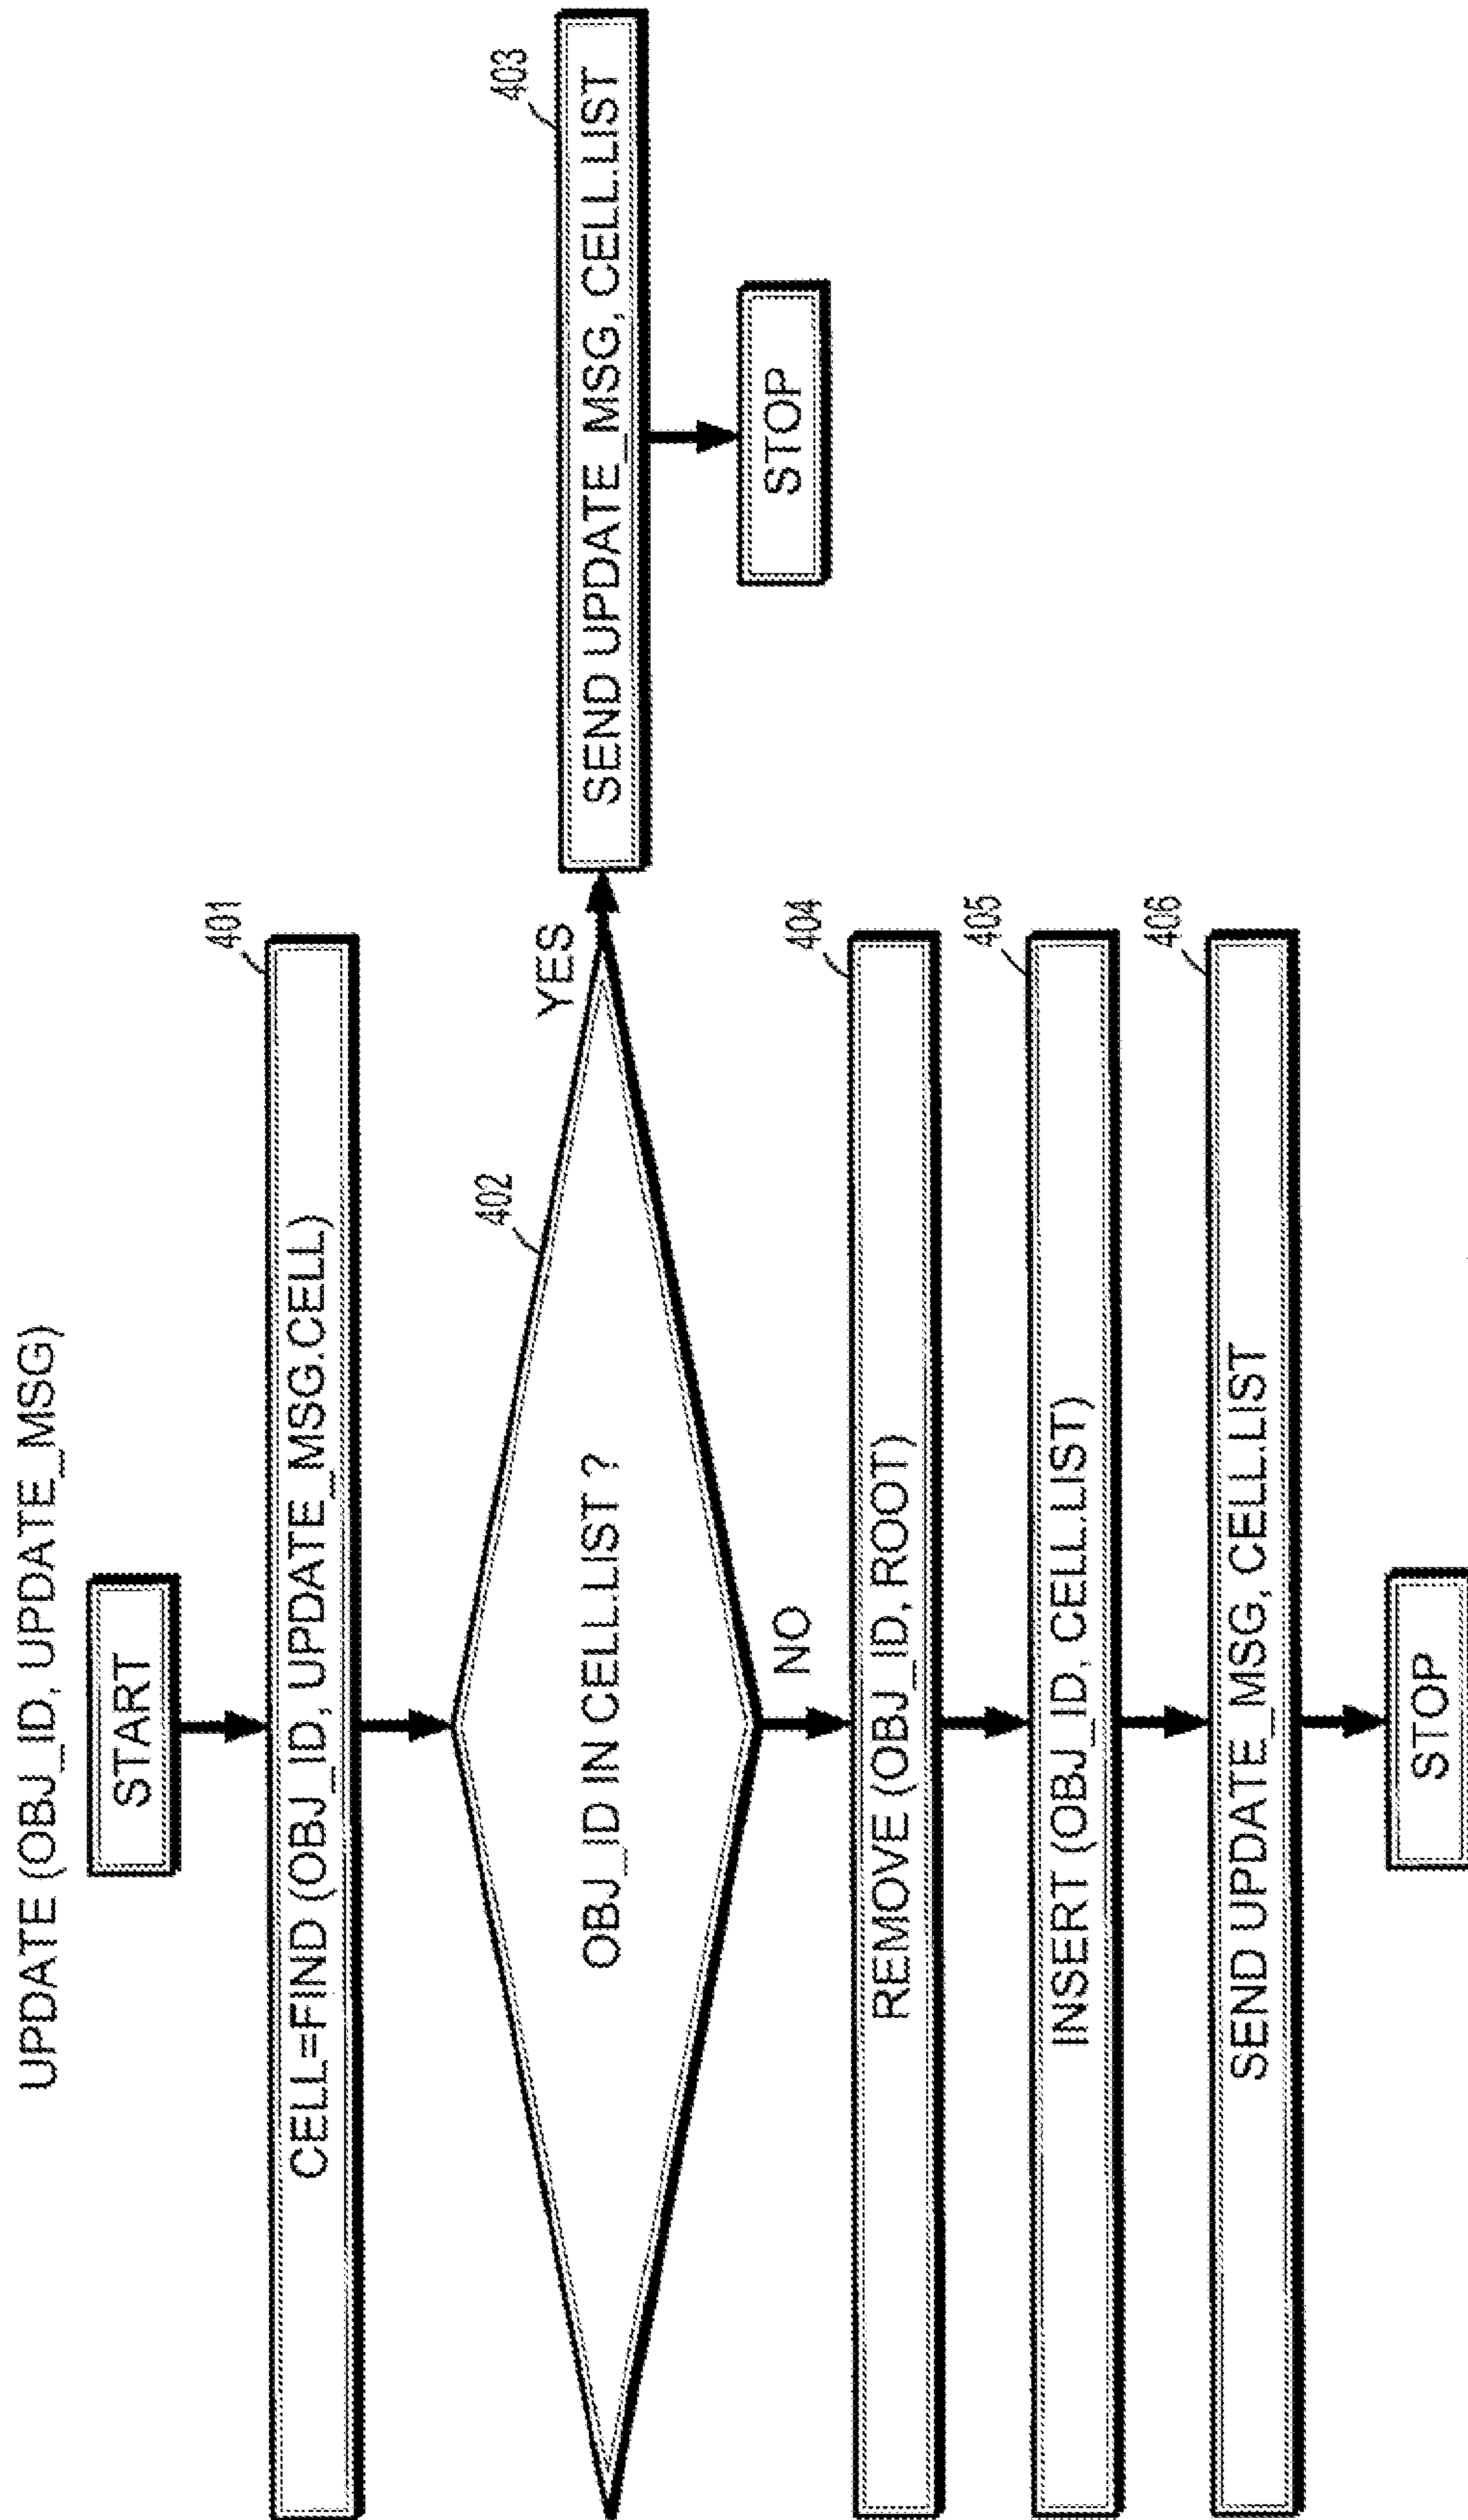 UPDATE (OBJ_ID, UPDATE_MSG)
START
401
CELL=FIND (OBJ_ID, UPDATE_MSG.CELL)
402
OBJ_ID IN CELL.LIST ?
YES
403
SEND UPDATE_MSG, CELL.LIST
STOP
NO
404
REMOVE (OBJ_ID, ROOT)
405
INSERT (OBJ_ID, CELL.LIST)
406
SEND UPDATE_MSG, CELL.LIST
STOP